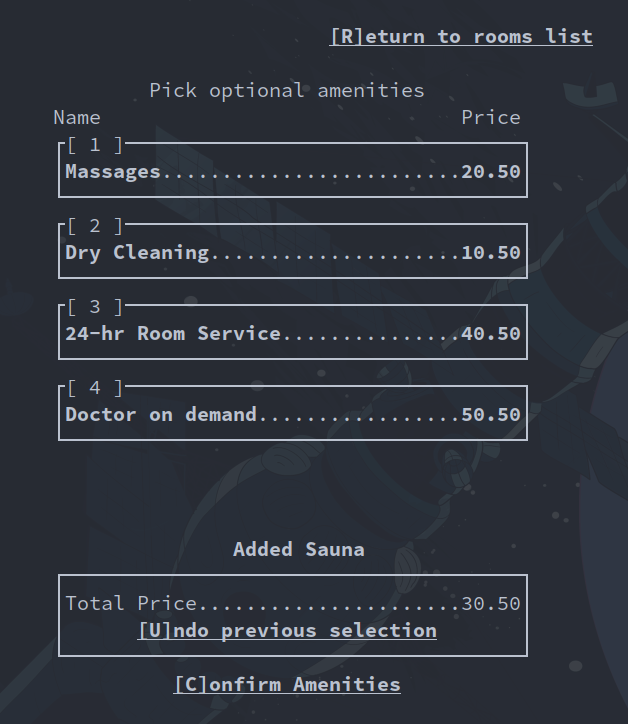 [R]eturn to rooms list
Pick optional amenities
Name Price
[ 1 ]
Massages.........................20.50
[ 2 ]
Dry Cleaning.....................10.50
[ 3 ]
24-hr Room Service...............40.50
[ 4 ]
Doctor on demand.................50.50
Added Sauna
Total Price......................30.50
[U]ndo previous selection
[C]onfirm Amenities